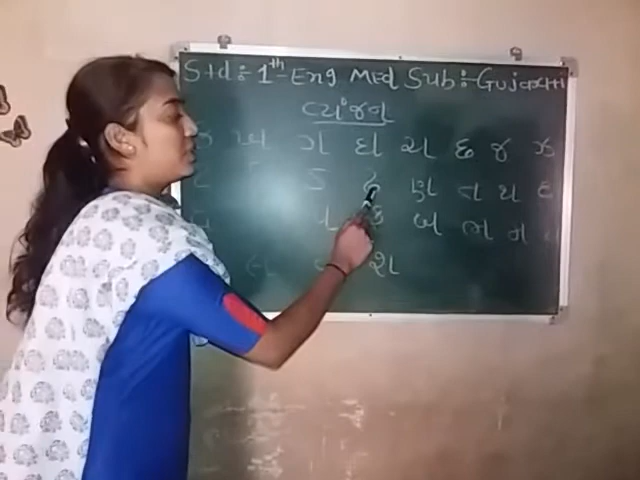 Std:- 1th Eng Med Sub:- Gujarati
વ્યંજન
ક ખ ગ ઘ ચ છ જ ઝ
ટ ડ ઢ ણ ત થ દ
ફ બ ભ મ
શ